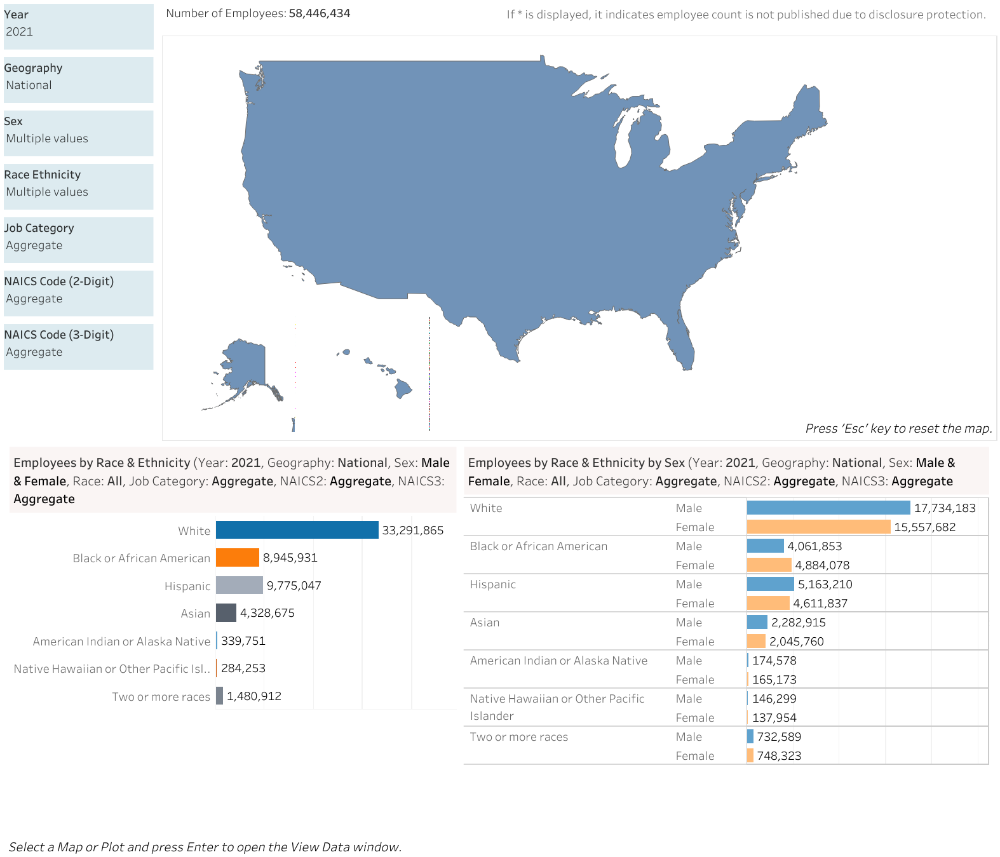 Year
2021
Geography
National
Sex
Multiple values
Race Ethnicity
Multiple values
Job Category
Aggregate
NAICS Code (2-Digit)
Aggregate
NAICS Code (3-Digit)
Aggregate
Number of Employees: 58,446,434
If * is displayed, it indicates employee count is not published due to disclosure protection.
Press 'Esc' key to reset the map.
Employees by Race & Ethnicity (Year: 2021, Geography: National, Sex: Male
& Female, Race: All, Job Category: Aggregate, NAICS2: Aggregate, NAICS3:
Aggregate
White 33,291,865
Black or African American 8,945,931
Hispanic 9,775,047
Asian 4,328,675
American Indian or Alaska Native 339,751
Native Hawaiian or Other Pacific Isl.. 284,253
Two or more races 1,480,912
Employees by Race & Ethnicity by Sex (Year: 2021, Geography: National, Sex: Male &
Female, Race: All, Job Category: Aggregate, NAICS2: Aggregate, NAICS3: Aggregate
White Male 17,734,183
Female 15,557,682
Black or African American Male 4,061,853
Female 4,884,078
Hispanic Male 5,163,210
Female 4,611,837
Asian Male 2,282,915
Female 2,045,760
American Indian or Alaska Native Male 174,578
Female 165,173
Native Hawaiian or Other Pacific Male 146,299
Islander Female 137,954
Two or more races Male 732,589
Female 748,323
Select a Map or Plot and press Enter to open the View Data window.